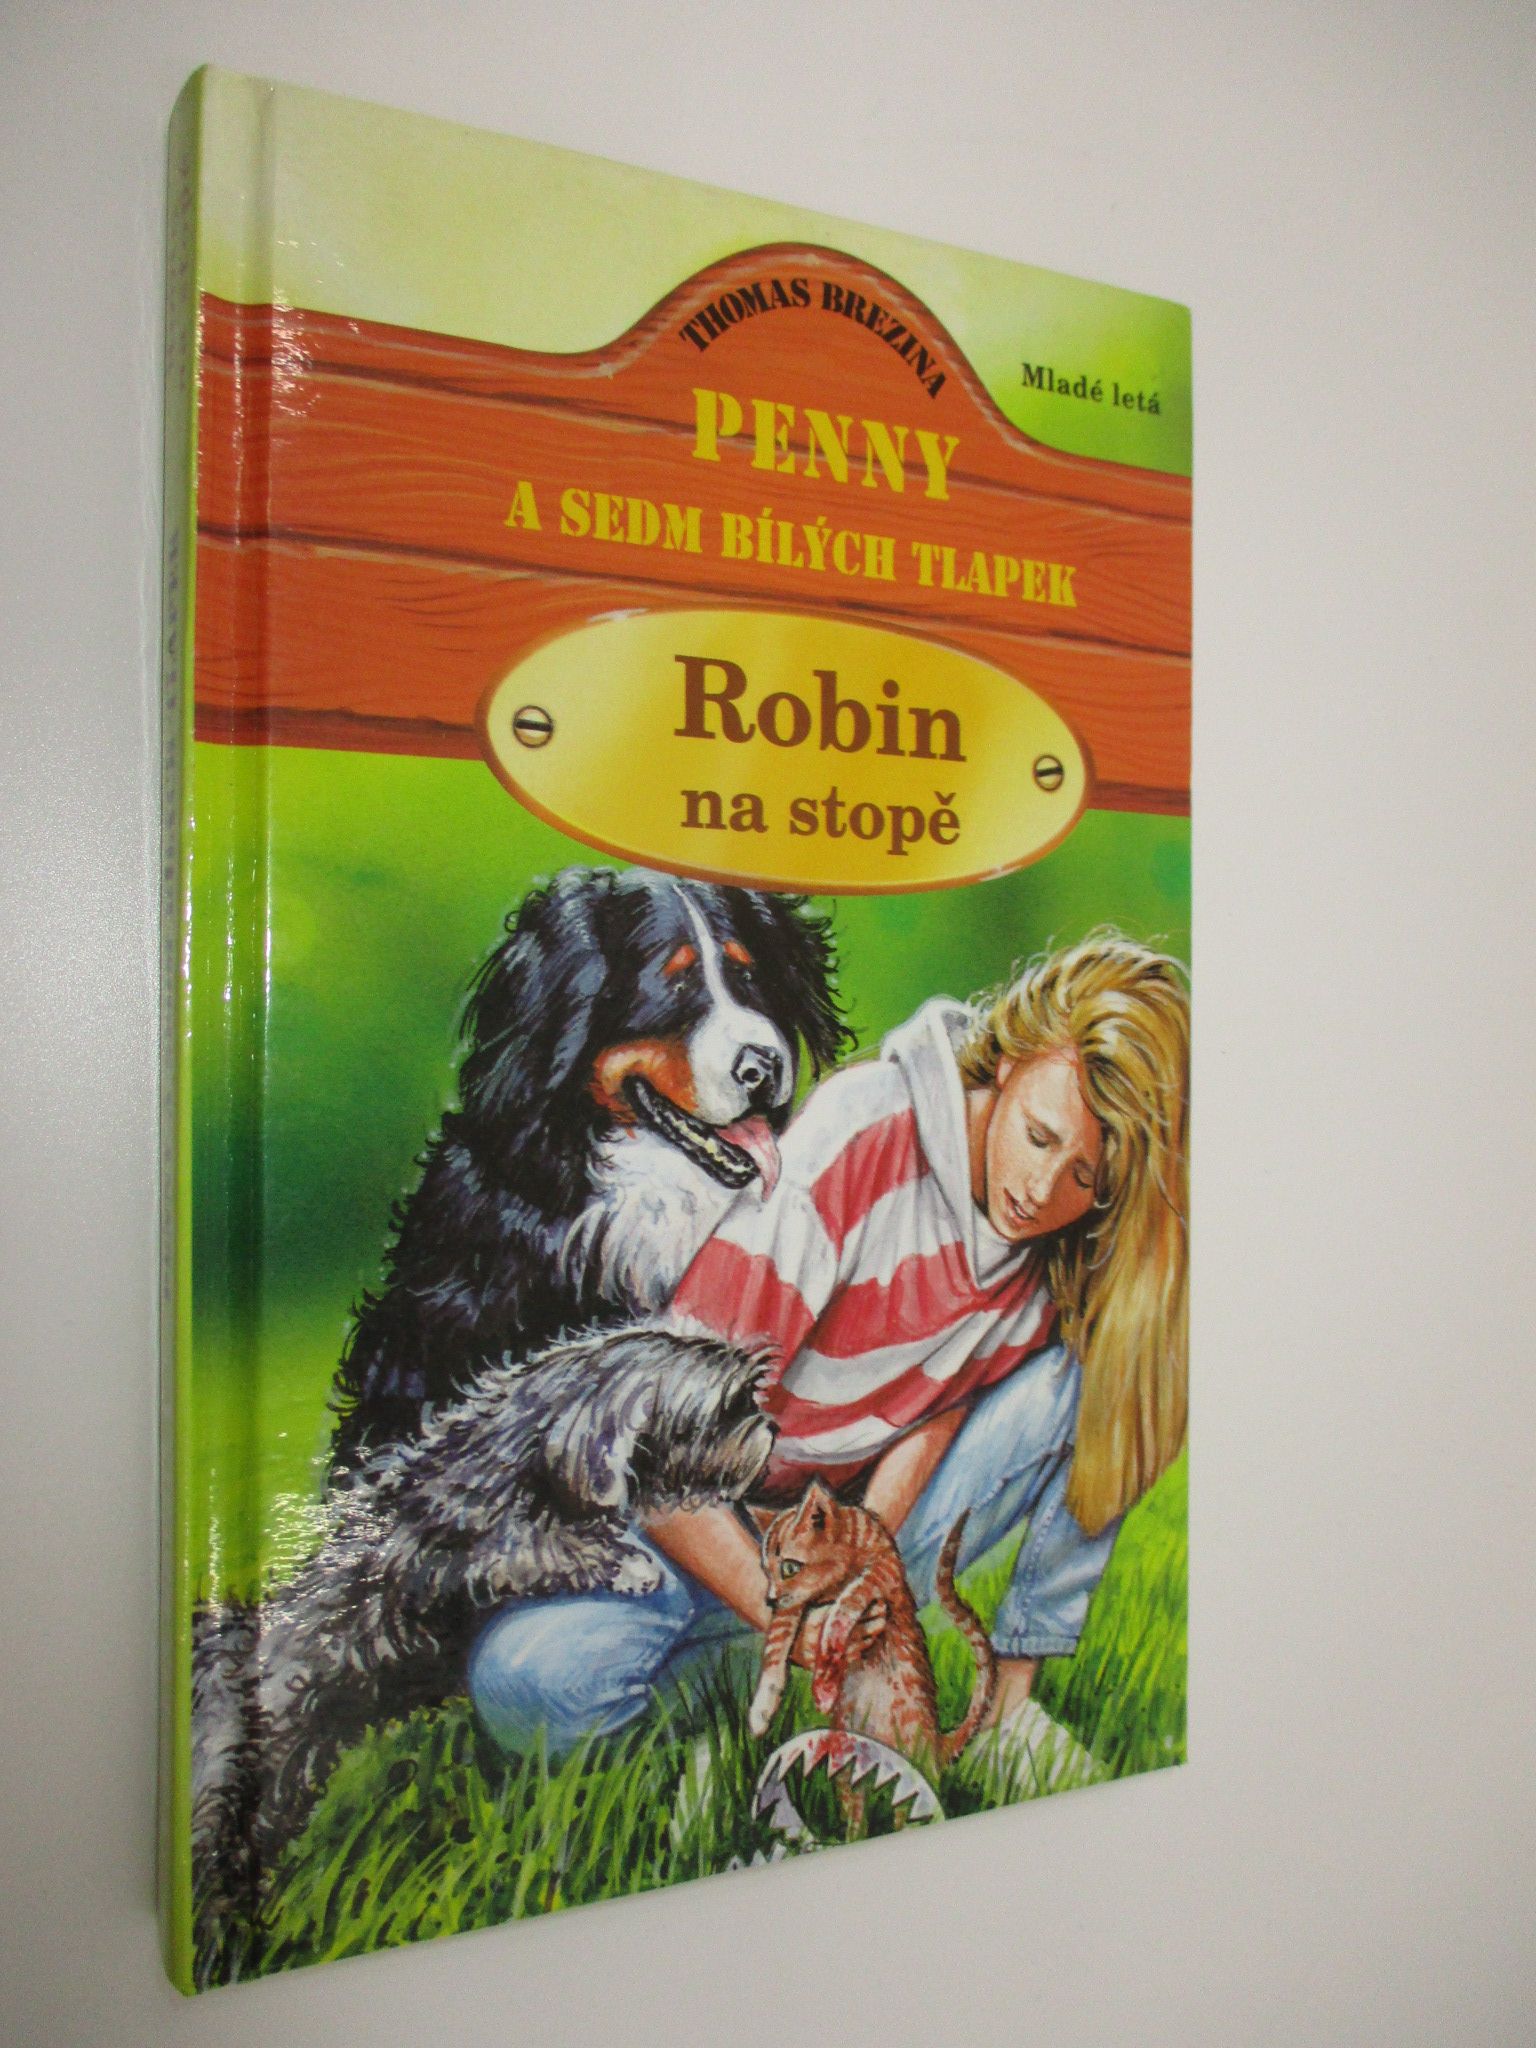 THOMAS BREZINA
Mladé letá
PENNY
A SEDM BÍLÝCH TLAPEK
Robin
na stopě